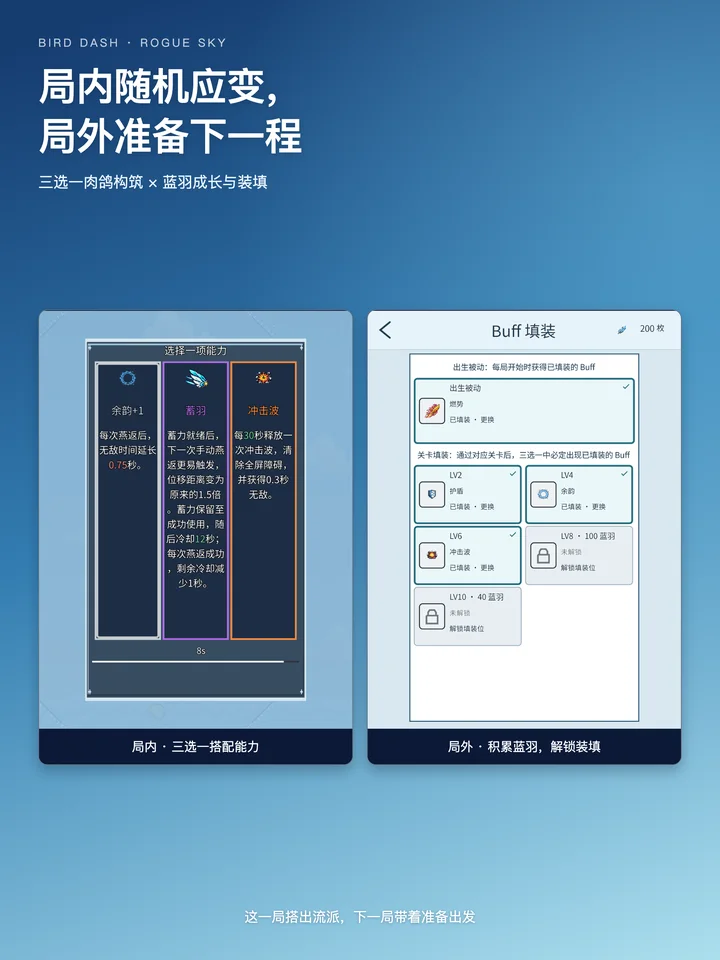 BIRD DASH · ROGUE SKY
局内随机应变，
局外准备下一程
三选一肉鸽构筑 × 蓝羽成长与装填
选择一项能力
余韵+1
每次燕返后，
无敌时间延长
0.75秒。
蓄羽
蓄力就绪后，
下一次手动燕
返更易触发，
位移距离变为
原来的1.5倍
。蓄力保留至
成功使用，随
后冷却12秒；
每次燕返成功
，剩余冷却减
少1秒。
冲击波
每30秒释放一
次冲击波，清
除全屏障碍，
并获得0.3秒
无敌。
8s
局内 · 三选一搭配能力
Buff 填装
200 枚
出生被动：每局开始时获得已填装的 Buff
出生被动
燃势
已填装 · 更换
关卡填装：通过对应关卡后，三选一中必定出现已填装的 Buff
LV2
护盾
已填装 · 更换
LV4
余韵
已填装 · 更换
LV6
冲击波
已填装 · 更换
LV8 · 100 蓝羽
未解锁
解锁填装位
LV10 · 40 蓝羽
未解锁
解锁填装位
局外 · 积累蓝羽，解锁装填
这一局搭出流派，下一局带着准备出发